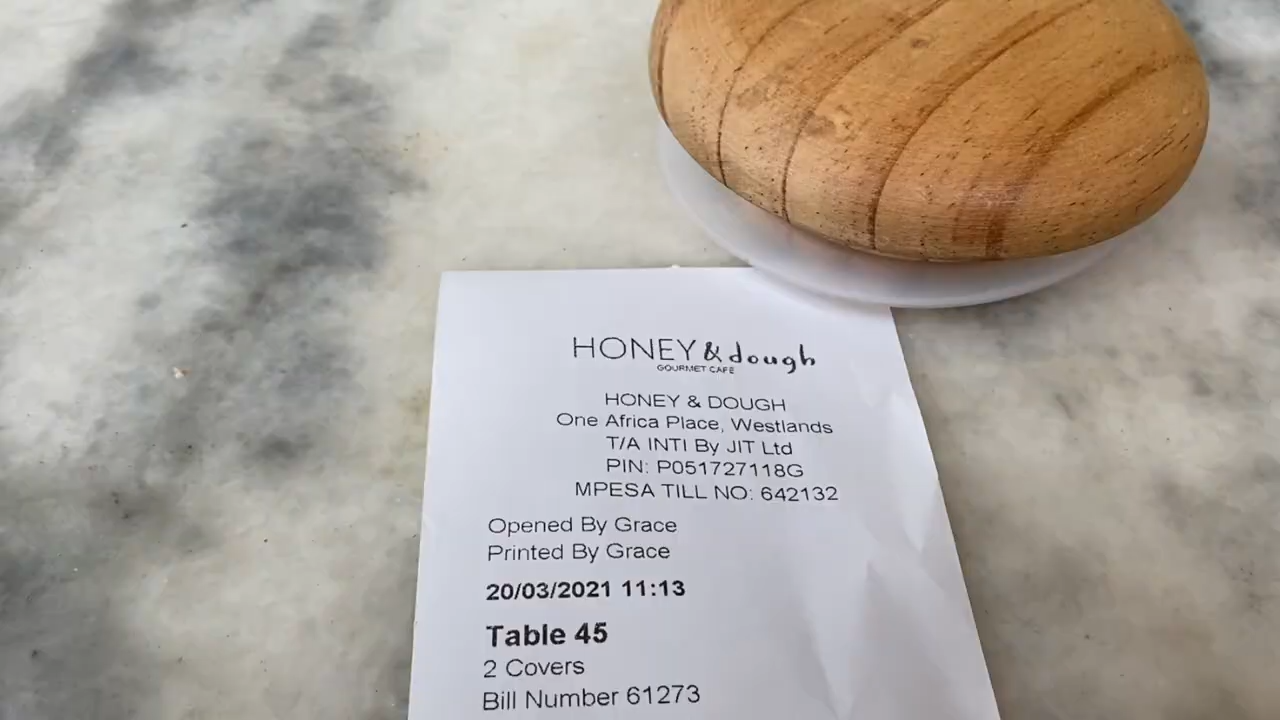 HONEY & dough
GOURMET CAFE
HONEY & DOUGH
One Africa Place, Westlands
T/A INTI By JIT Ltd
PIN: P051727118G
MPESA TILL NO: 642132
Opened By Grace
Printed By Grace
20/03/2021 11:13
Table 45
2 Covers
Bill Number 61273